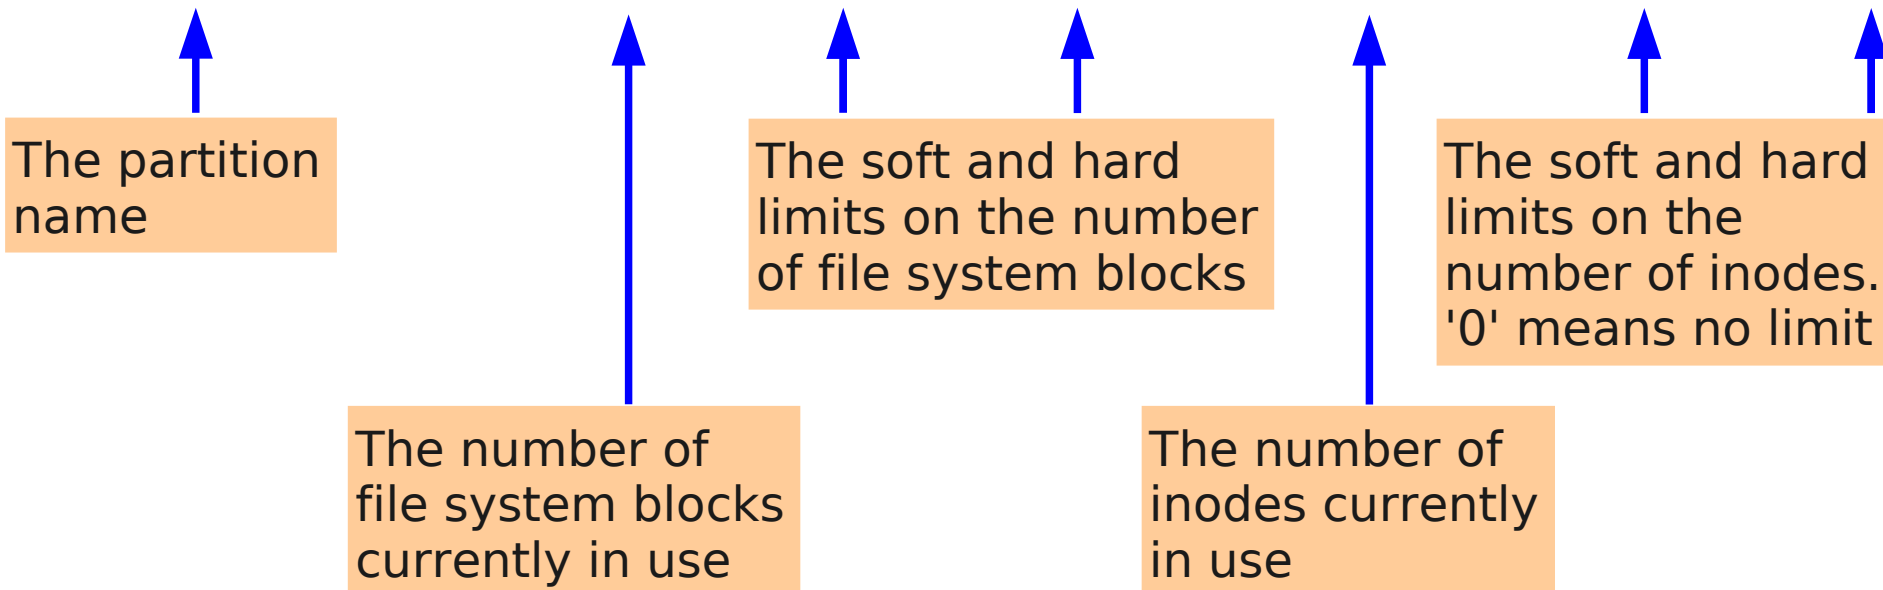 The partition
name
The soft and hard
limits on the number
of file system blocks
The soft and hard
limits on the
number of inodes.
'0' means no limit
The number of
file system blocks
currently in use
The number of
inodes currently
in use